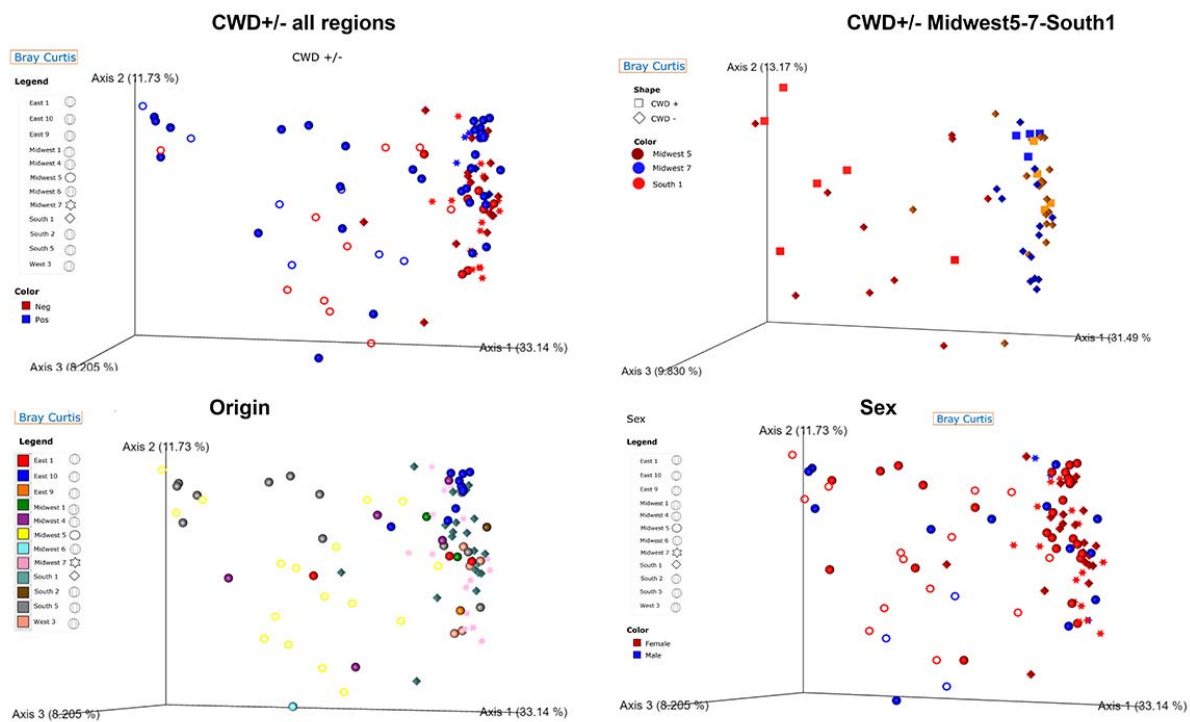 CWD+/- all regions
Bray Curtis
CWD +/-
Legend
Axis 2 (11.73 %)
East 1
East 10
East 9
Midwest 1
Midwest 4
Midwest 5
Midwest 6
Midwest 7
South 1
South 2
South 5
West 3
Color
Neg
Pos
Axis 1 (33.14 %)
Axis 3 (8.205 %)
CWD+/- Midwest5-7-South1
Bray Curtis
Axis 2 (13.17 %)
Shape
CWD +
CWD -
Color
Midwest 5
Midwest 7
South 1
Axis 1 (31.49 %
Axis 3 (9.830 %)
Origin
Bray Curtis
Legend
Axis 2 (11.73 %)
East 1
East 10
East 9
Midwest 1
Midwest 4
Midwest 5
Midwest 6
Midwest 7
South 1
South 2
South 5
West 3
Axis 1 (33.14 %)
Axis 3 (8.205 %)
Sex
Sex
Bray Curtis
Axis 2 (11.73 %)
Legend
East 1
East 10
East 9
Midwest 1
Midwest 4
Midwest 5
Midwest 6
Midwest 7
South 1
South 2
South 5
West 3
Color
Female
Male
Axis 1 (33.14 %)
Axis 3 (8.205 %)